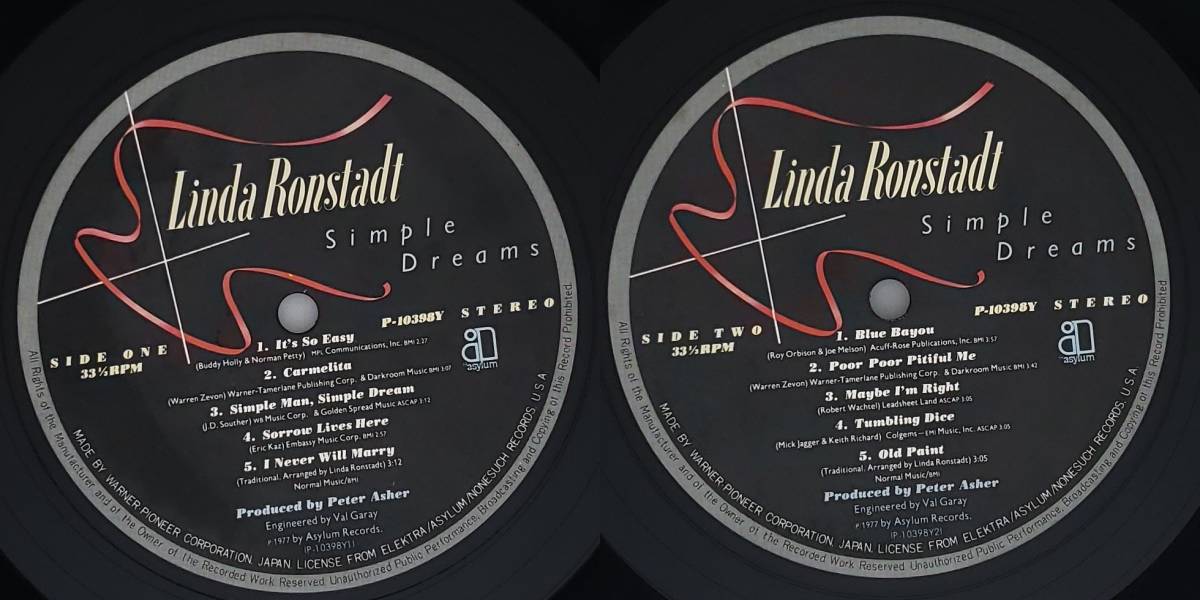 Linda Ronstadt
Simple
Dreams
P-10398Y STEREO
SIDE ONE
33⅓RPM
asylum
1. It's So Easy
(Buddy Holly & Norman Petty) MPL Communications, Inc. BMI 2:27
2. Carmelita
(Warren Zevon) Warner-Tamerlane Publishing Corp. & Darkroom Music BMI 3:07
3. Simple Man, Simple Dream
(J.D. Souther) WB Music Corp. & Golden Spread Music ASCAP 3:12
4. Sorrow Lives Here
(Eric Kaz) Embassy Music Corp. BMI 2:57
5. I Never Will Marry
(Traditional, Arranged by Linda Ronstadt) 3:12
Normal Music/BMI
Produced by Peter Asher
Engineered by Val Garay
℗ 1977 by Asylum Records.
(P-10398Y1)
MADE BY WARNER-PIONEER CORPORATION, JAPAN. LICENSE FROM ELEKTRA/ASYLUM/NONESUCH RECORDS, U.S.A.
All Rights of the Manufacturer and of the Owner of the Recorded Work Reserved. Unauthorized Public Performance, Broadcasting and Copying of this Record Prohibited.
Linda Ronstadt
Simple
Dreams
P-10398Y STEREO
SIDE TWO
33⅓RPM
asylum
1. Blue Bayou
(Roy Orbison & Joe Melson) Acuff-Rose Publications, Inc. BMI 3:57
2. Poor Poor Pitiful Me
(Warren Zevon) Warner-Tamerlane Publishing Corp. & Darkroom Music BMI 3:42
3. Maybe I'm Right
(Robert Wachtel) Leadsheet Land ASCAP 3:05
4. Tumbling Dice
(Mick Jagger & Keith Richard) Colgems-EMI Music, Inc. ASCAP 3:05
5. Old Paint
(Traditional, Arranged by Linda Ronstadt) 3:05
Normal Music/BMI
Produced by Peter Asher
Engineered by Val Garay
℗ 1977 by Asylum Records.
(P-10398Y2)
MADE BY WARNER-PIONEER CORPORATION, JAPAN. LICENSE FROM ELEKTRA/ASYLUM/NONESUCH RECORDS, U.S.A.
All Rights of the Manufacturer and of the Owner of the Recorded Work Reserved. Unauthorized Public Performance, Broadcasting and Copying of this Record Prohibited.